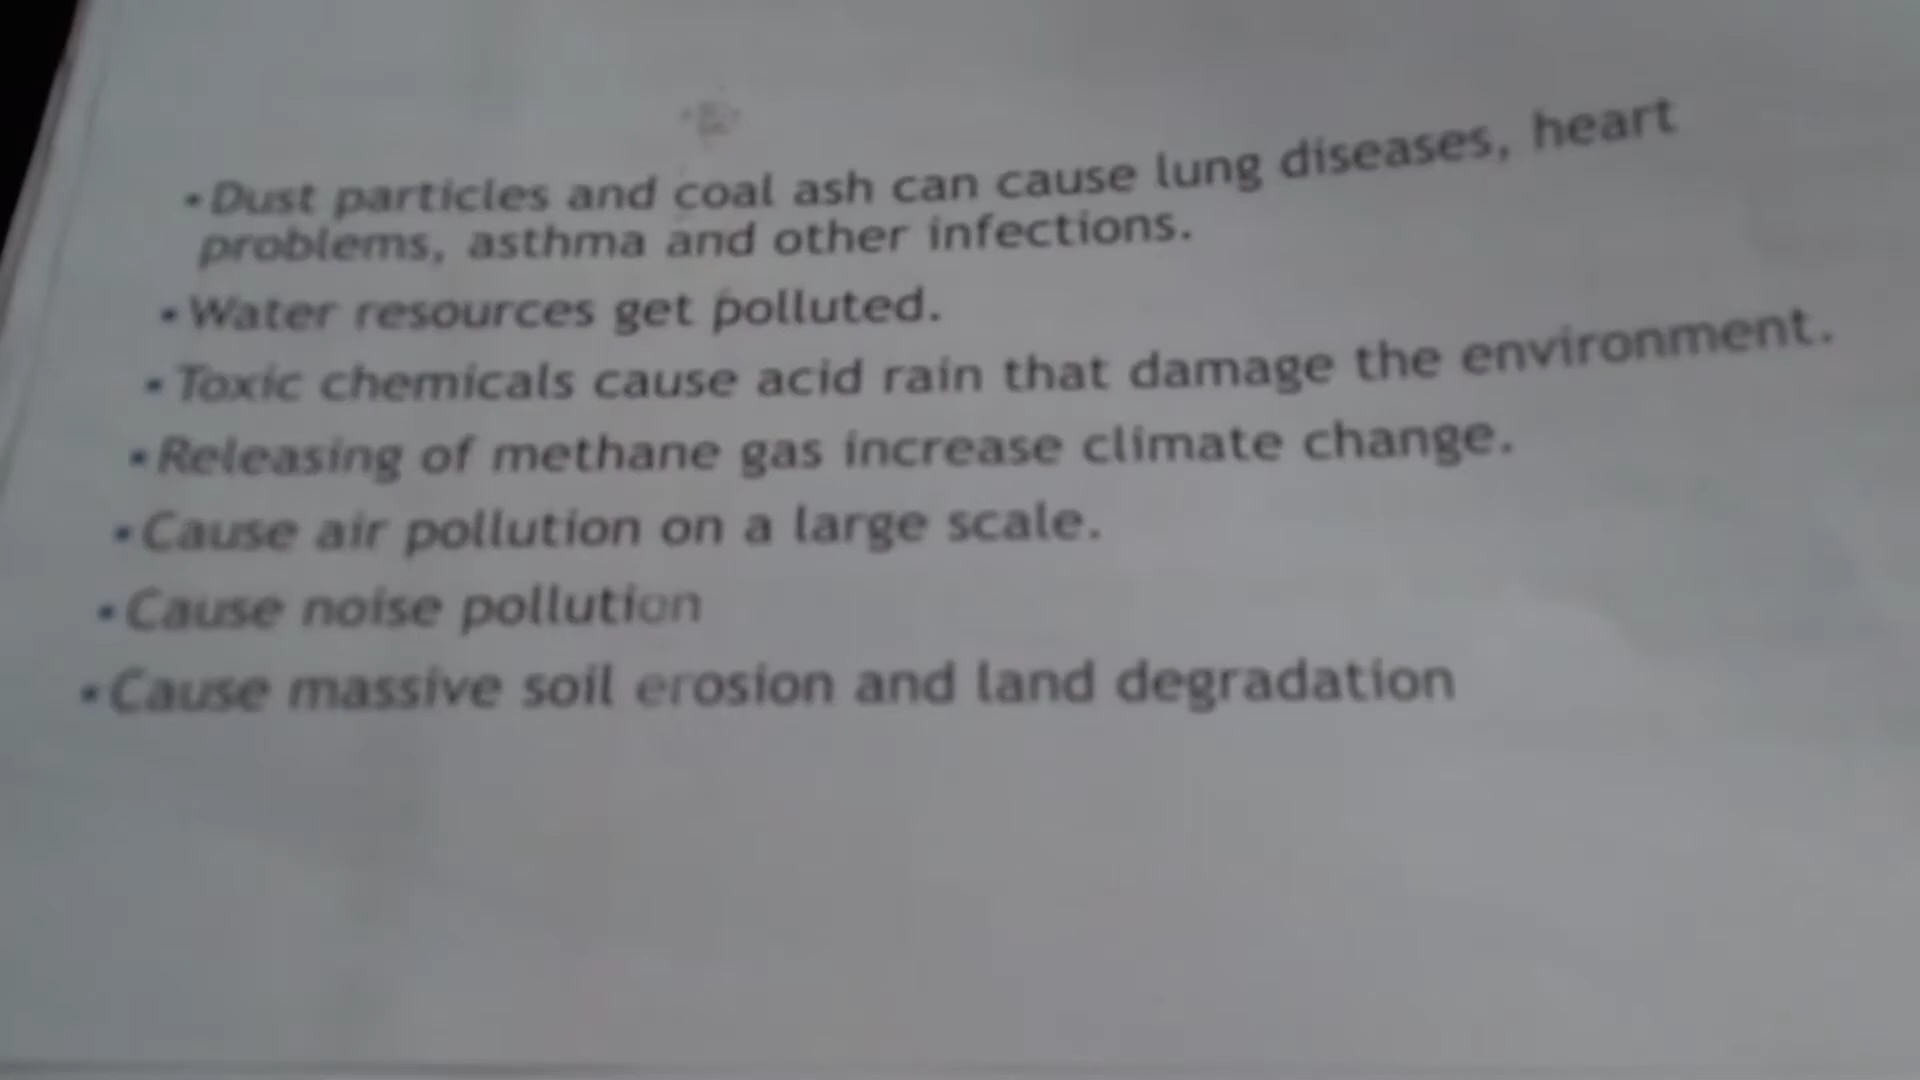 •Dust particles and coal ash can cause lung diseases, heart
problems, asthma and other infections.
•Water resources get polluted.
•Toxic chemicals cause acid rain that damage the environment.
•Releasing of methane gas increase climate change.
•Cause air pollution on a large scale.
•Cause noise pollution
•Cause massive soil erosion and land degradation